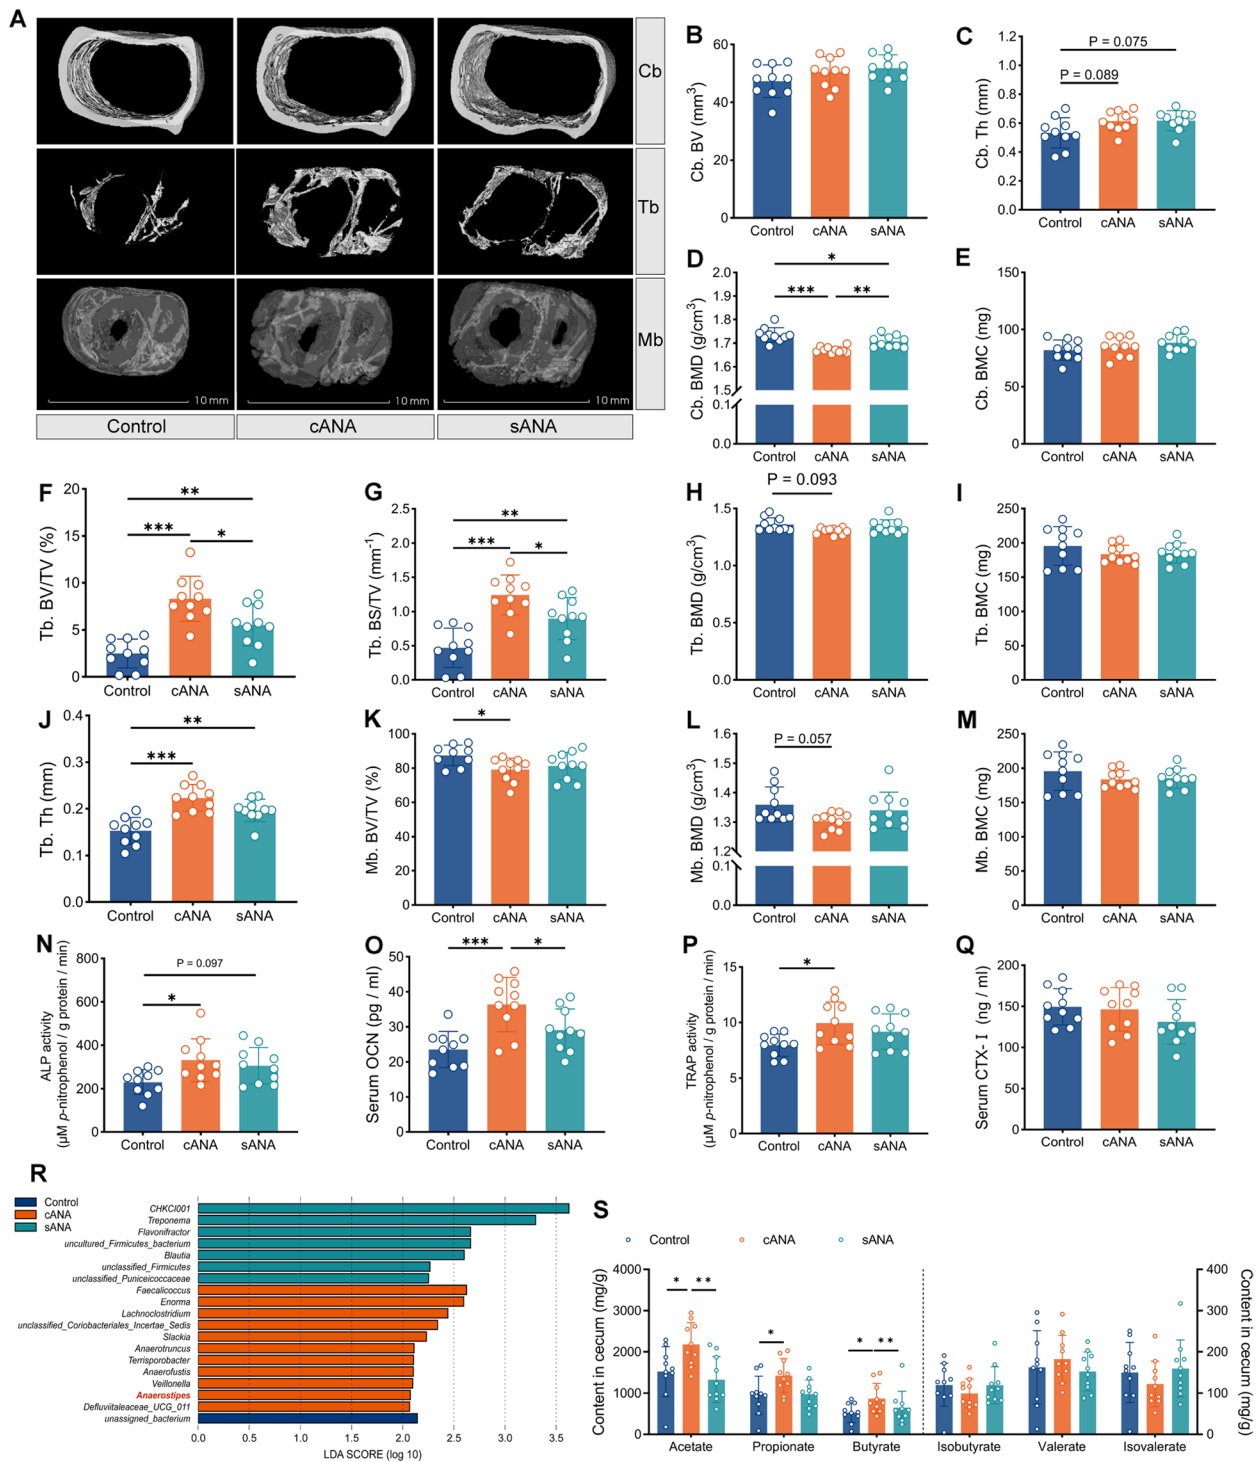 A
Cb
Tb
Mb
10 mm
10 mm
10 mm
Control
cANA
sANA
B
Cb. BV (mm³)
60
40
20
0
Control
cANA
sANA
C
Cb. Th (mm)
1.2
1.0
0.8
0.6
0.4
0.2
0.0
P = 0.075
P = 0.089
Control
cANA
sANA
D
Cb. BMD (g/cm³)
2.0
1.9
1.8
1.7
1.6
1.5
0.1
0.0
*
***
**
Control
cANA
sANA
E
Cb. BMC (mg)
150
100
50
0
Control
cANA
sANA
F
Tb. BV/TV (%)
20
15
10
5
0
**
***
*
Control
cANA
sANA
G
Tb. BS/TV (mm⁻¹)
2.5
2.0
1.5
1.0
0.5
0.0
**
***
*
Control
cANA
sANA
H
Tb. BMD (g/cm³)
1.5
1.0
0.5
0.0
P = 0.093
Control
cANA
sANA
I
Tb. BMC (mg)
250
200
150
100
50
0
Control
cANA
sANA
J
Tb. Th (mm)
0.4
0.3
0.2
0.1
0.0
**
***
Control
cANA
sANA
K
Mb. BV/TV (%)
100
80
60
40
20
0
*
Control
cANA
sANA
L
Mb. BMD (g/cm³)
1.6
1.5
1.4
1.3
1.2
0.1
0.0
P = 0.057
Control
cANA
sANA
M
Mb. BMC (mg)
250
200
150
100
50
0
Control
cANA
sANA
N
ALP activity
(μM p-nitrophenol / g protein / min)
800
600
400
200
0
P = 0.097
*
Control
cANA
sANA
O
Serum OCN (pg / ml)
50
40
30
20
10
0
***
*
Control
cANA
sANA
P
TRAP activity
(μM p-nitrophenol / g protein / min)
15
10
5
0
*
Control
cANA
sANA
Q
Serum CTX- I (ng / ml)
200
150
100
50
0
Control
cANA
sANA
R
Control
cANA
sANA
CHKCI001
Treponema
Flavonifractor
uncultured_Firmicutes_bacterium
Blautia
unclassified_Firmicutes
unclassified_Puniceicoccaceae
Faecalicoccus
Enorma
Lachnoclostridium
unclassified_Coriobacteriales_Incertae_Sedis
Slackia
Anaerotruncus
Terrisporobacter
Anaerofustis
Veillonella
Anaerostipes
Defluviitaleaceae_UCG_011
unassigned_bacterium
0.0 0.5 1.0 1.5 2.0 2.5 3.0 3.5
LDA SCORE (log 10)
S
Control
cANA
sANA
Content in cecum (mg/g)
4000
3000
2000
1000
0
* **
*
* **
400
300
200
100
0
Content in cecum (mg/g)
Acetate
Propionate
Butyrate
Isobutyrate
Valerate
Isovalerate